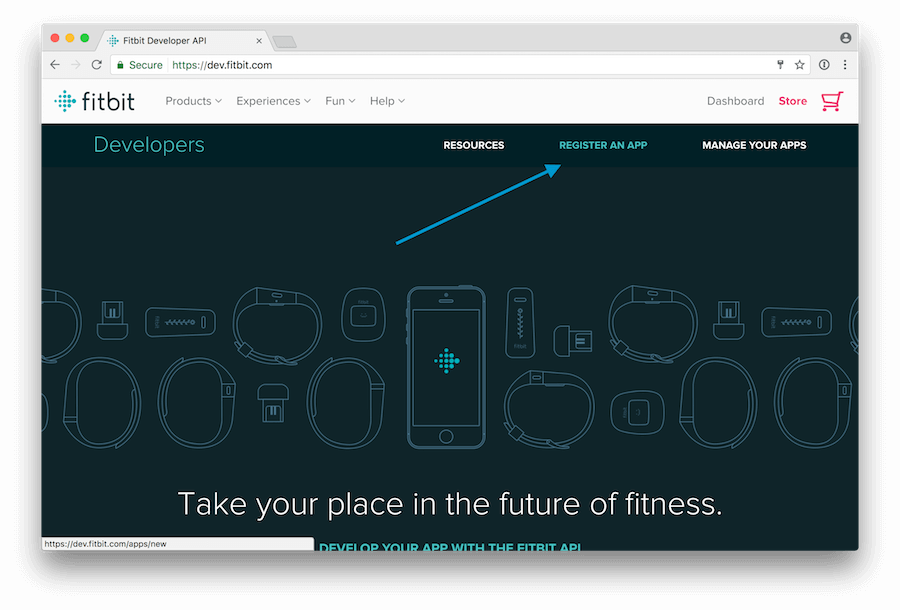 Fitbit Developer API
Secure https://dev.fitbit.com
fitbit Products Experiences Fun Help Dashboard Store
Developers RESOURCES REGISTER AN APP MANAGE YOUR APPS
Take your place in the future of fitness.
https://dev.fitbit.com/apps/new
DEVELOP YOUR APP WITH THE FITBIT API